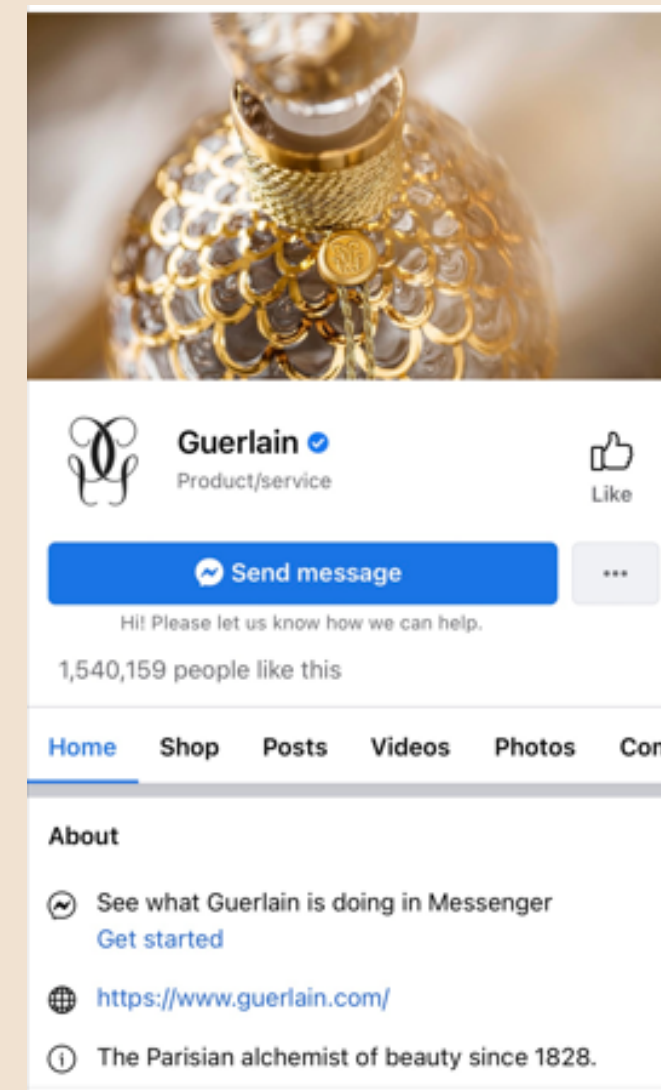 Guerlain
Product/service
Like
Send message
Hi! Please let us know how we can help.
1,540,159 people like this
Home Shop Posts Videos Photos
About
See what Guerlain is doing in Messenger
Get started
https://www.guerlain.com/
The Parisian alchemist of beauty since 1828.